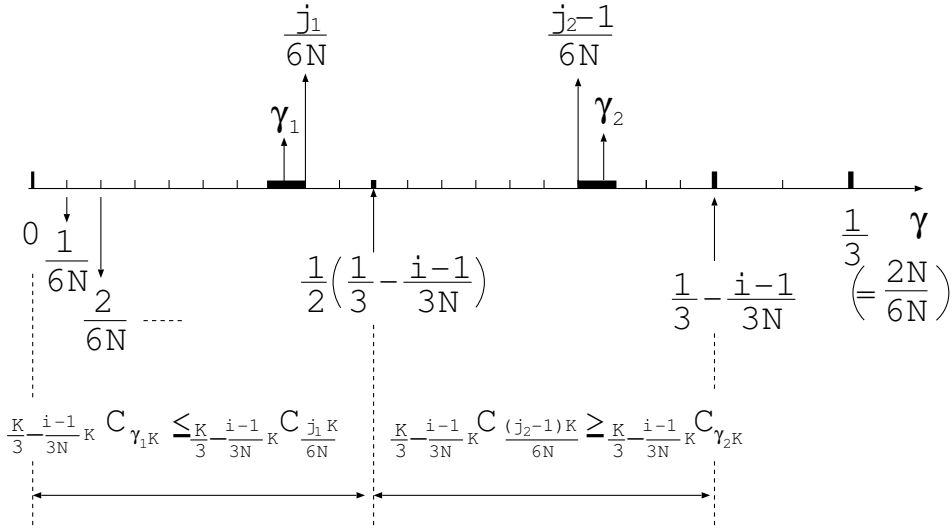 j₁/6N
j₂−1/6N
γ₁
γ₂
0
1/6N
2/6N
1/2(1/3 − i−1/3N)
1/3 − i−1/3N
1/3
(= 2N/6N)
γ
K/3 − i−1/3N K C γ₁K ≤ K/3 − i−1/3N K C j₁K/6N
K/3 − i−1/3N K C (j₂−1)K/6N ≥ K/3 − i−1/3N K C γ₂K